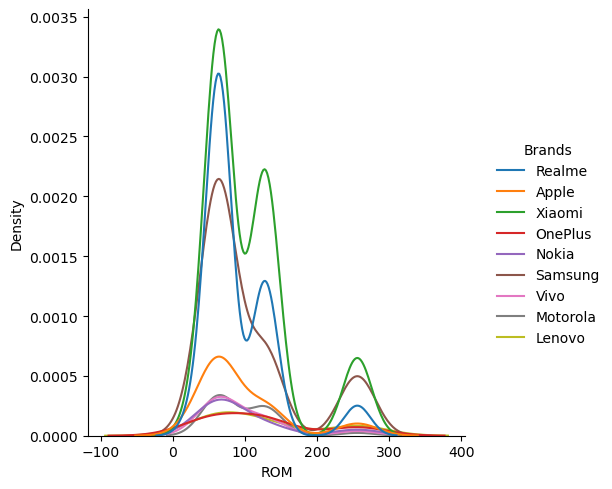 0.0035
0.0030
0.0025
0.0020
0.0015
0.0010
0.0005
0.0000
Density
−100
0
100
200
300
400
ROM
Brands
Realme
Apple
Xiaomi
OnePlus
Nokia
Samsung
Vivo
Motorola
Lenovo